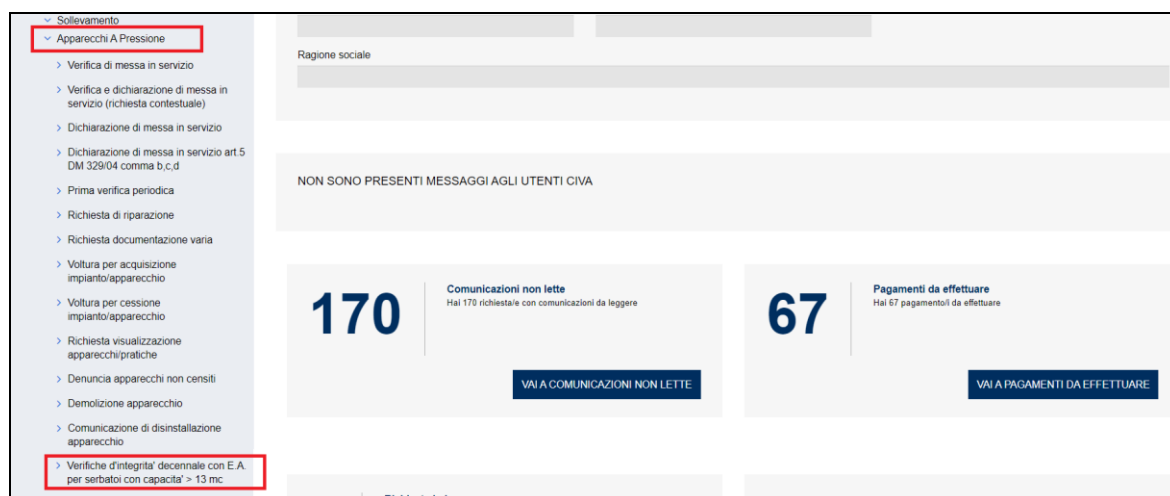 Sollevamento
Apparecchi A Pressione
Verifica di messa in servizio
Verifica e dichiarazione di messa in
servizio (richiesta contestuale)
Dichiarazione di messa in servizio
Dichiarazione di messa in servizio art.5
DM 329/04 comma b,c,d
Prima verifica periodica
Richiesta di riparazione
Richiesta documentazione varia
Voltura per acquisizione
impianto/apparecchio
Voltura per cessione
impianto/apparecchio
Richiesta visualizzazione
apparecchi/pratiche
Denuncia apparecchi non censiti
Demolizione apparecchio
Comunicazione di disinstallazione
apparecchio
Verifiche d'integrita' decennale con E.A.
per serbatoi con capacita' > 13 mc
Ragione sociale
NON SONO PRESENTI MESSAGGI AGLI UTENTI CIVA
170
Comunicazioni non lette
Hai 170 richiesta/e con comunicazioni da leggere
VAI A COMUNICAZIONI NON LETTE
67
Pagamenti da effettuare
Hai 67 pagamento/i da effettuare
VAI A PAGAMENTI DA EFFETTUARE